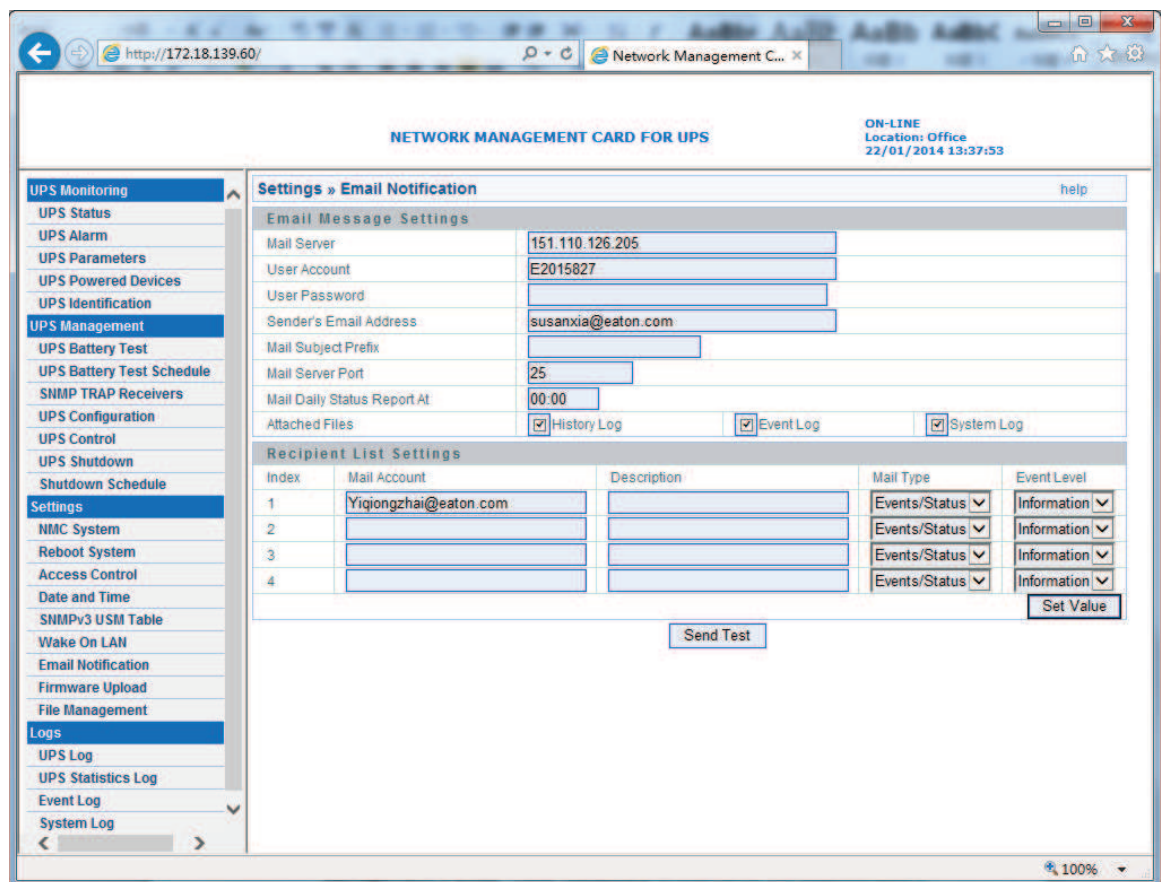 http://172.18.139.60/
Network Management C...
NETWORK MANAGEMENT CARD FOR UPS
ON-LINE
Location: Office
22/01/2014 13:37:53
UPS Monitoring
UPS Status
UPS Alarm
UPS Parameters
UPS Powered Devices
UPS Identification
UPS Management
UPS Battery Test
UPS Battery Test Schedule
SNMP TRAP Receivers
UPS Configuration
UPS Control
UPS Shutdown
Shutdown Schedule
Settings
NMC System
Reboot System
Access Control
Date and Time
SNMPv3 USM Table
Wake On LAN
Email Notification
Firmware Upload
File Management
Logs
UPS Log
UPS Statistics Log
Event Log
System Log
Settings » Email Notification help
Email Message Settings
Mail Server 151.110.126.205
User Account E2015827
User Password
Sender's Email Address susanxia@eaton.com
Mail Subject Prefix
Mail Server Port 25
Mail Daily Status Report At 00:00
Attached Files History Log Event Log System Log
Recipient List Settings
Index Mail Account Description Mail Type Event Level
1 Yiqiongzhai@eaton.com Events/Status Information
2 Events/Status Information
3 Events/Status Information
4 Events/Status Information
Set Value
Send Test
100%